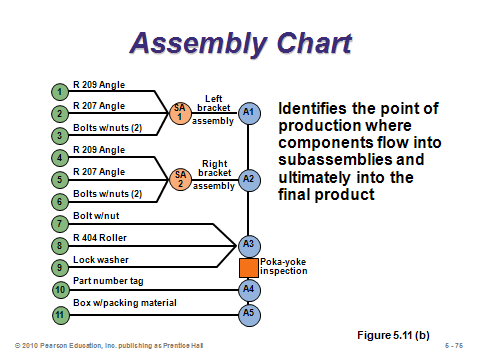 Assembly Chart
1 R 209 Angle
2 R 207 Angle
3 Bolts w/nuts (2)
4 R 209 Angle
5 R 207 Angle
6 Bolts w/nuts (2)
7 Bolt w/nut
8 R 404 Roller
9 Lock washer
10 Part number tag
11 Box w/packing material
SA
1
Left
bracket
assembly
A1
SA
2
Right
bracket
assembly
A2
A3
Poka-yoke
inspection
A4
A5
Identifies the point of
production where
components flow into
subassemblies and
ultimately into the
final product
Figure 5.11 (b)
© 2010 Pearson Education, Inc. publishing as Prentice Hall
5 - 75